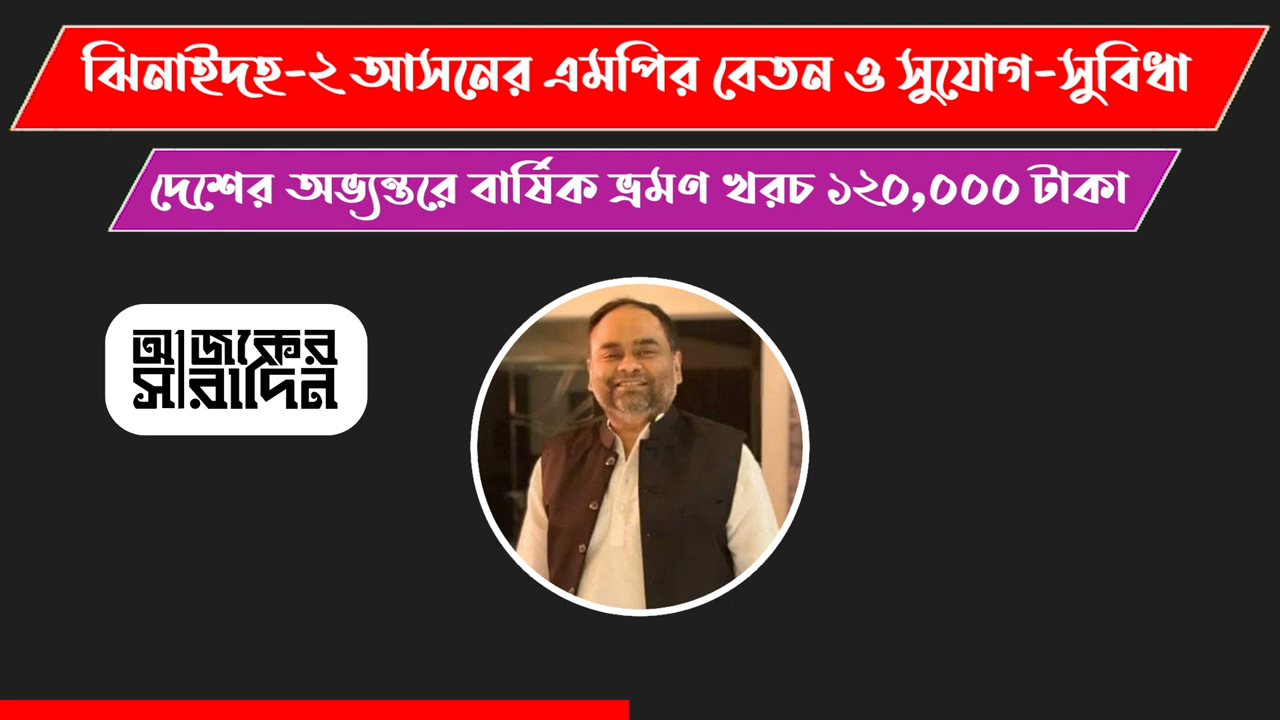 ঝিনাইদহ-২ আসনের এমপির বেতন ও সুযোগ-সুবিধা
দেশের অভ্যন্তরে বার্ষিক ভ্রমণ খরচ ১২০,০০০ টাকা
আজকের
সারাদিন